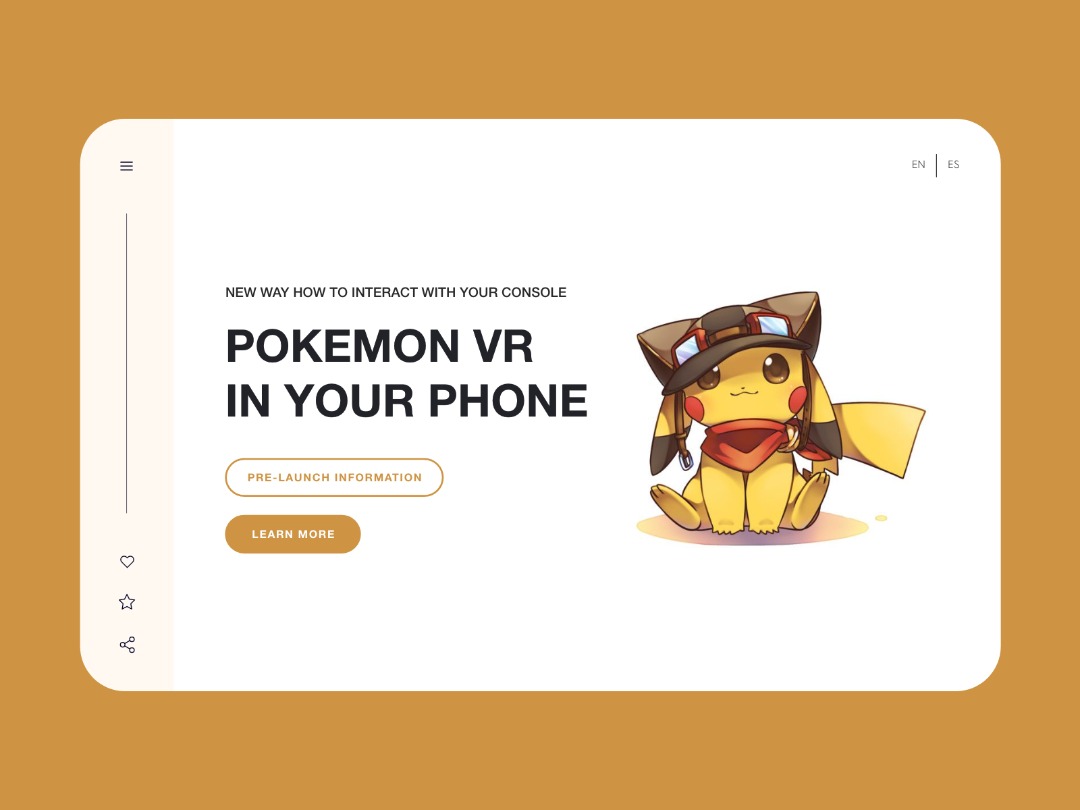 EN | ES
NEW WAY HOW TO INTERACT WITH YOUR CONSOLE
POKEMON VR
IN YOUR PHONE
PRE-LAUNCH INFORMATION
LEARN MORE